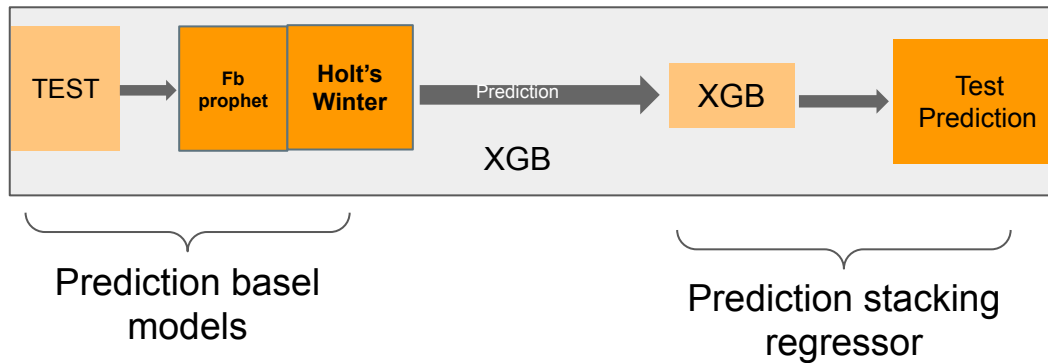 TEST
Fb
prophet
Holt's
Winter
Prediction
XGB
Test
Prediction
XGB
Prediction basel
models
Prediction stacking
regressor